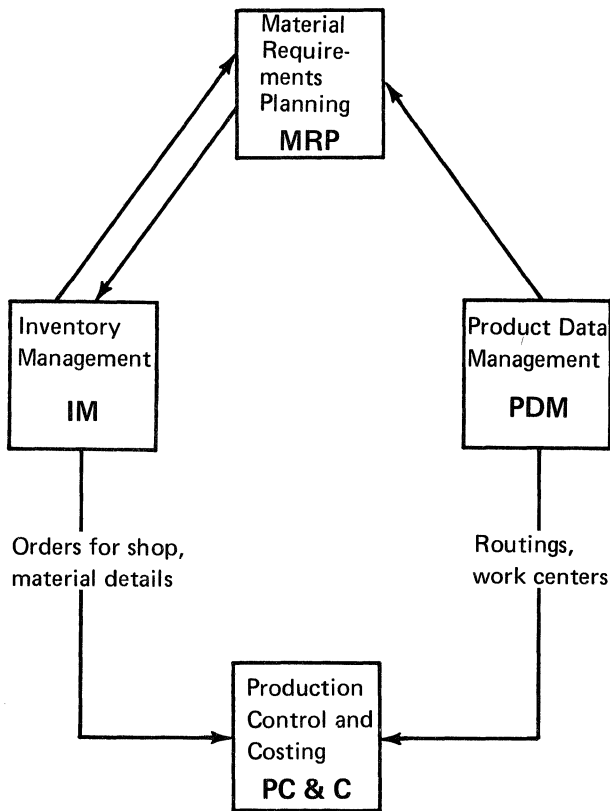 Material
Require-
ments
Planning
MRP
Inventory
Management
IM
Product Data
Management
PDM
Orders for shop,
material details
Routings,
work centers
Production
Control and
Costing
PC & C